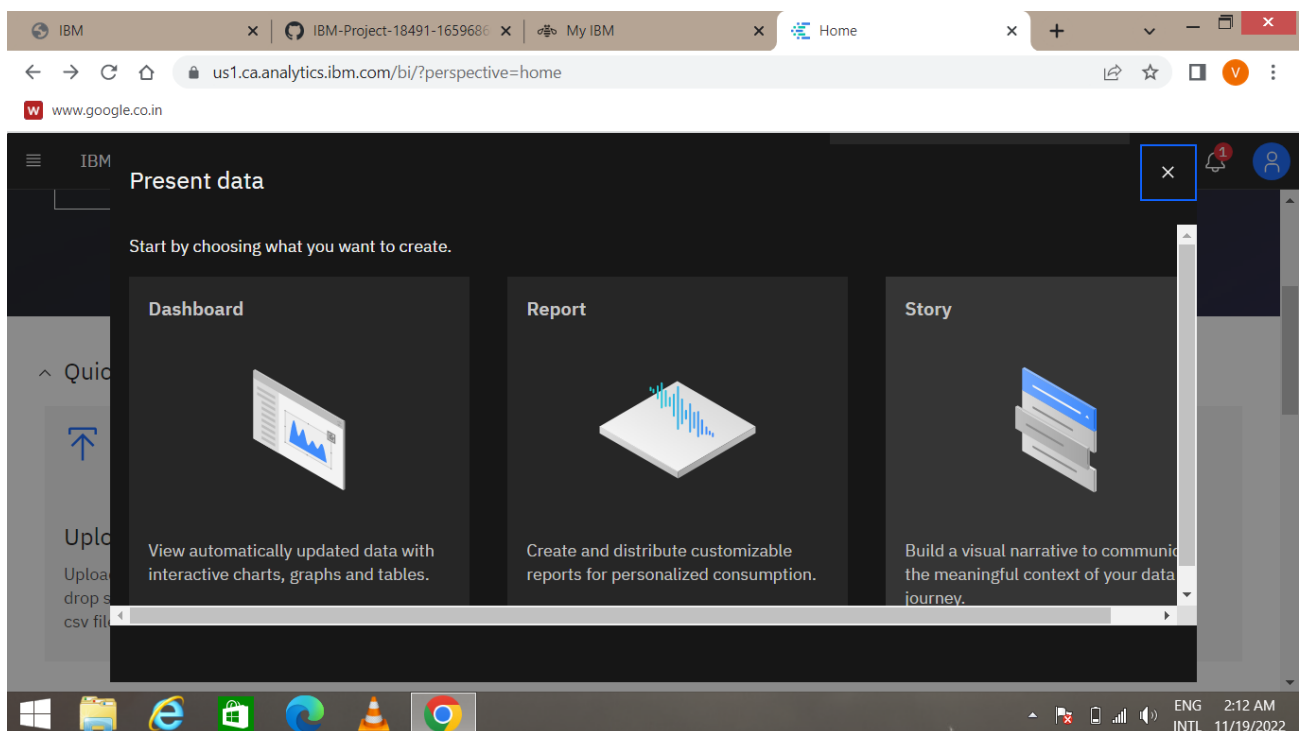 IBM
IBM-Project-18491-1659686
My IBM
Home
us1.ca.analytics.ibm.com/bi/?perspective=home
V
w www.google.co.in
IBM
Present data
1
Start by choosing what you want to create.
Dashboard
Report
Story
Quic
View automatically updated data with
interactive charts, graphs and tables.
Create and distribute customizable
reports for personalized consumption.
Build a visual narrative to communic
the meaningful context of your data
journey.
Uplo
Uploa
drop s
csv fil
ENG
INTL
2:12 AM
11/19/2022